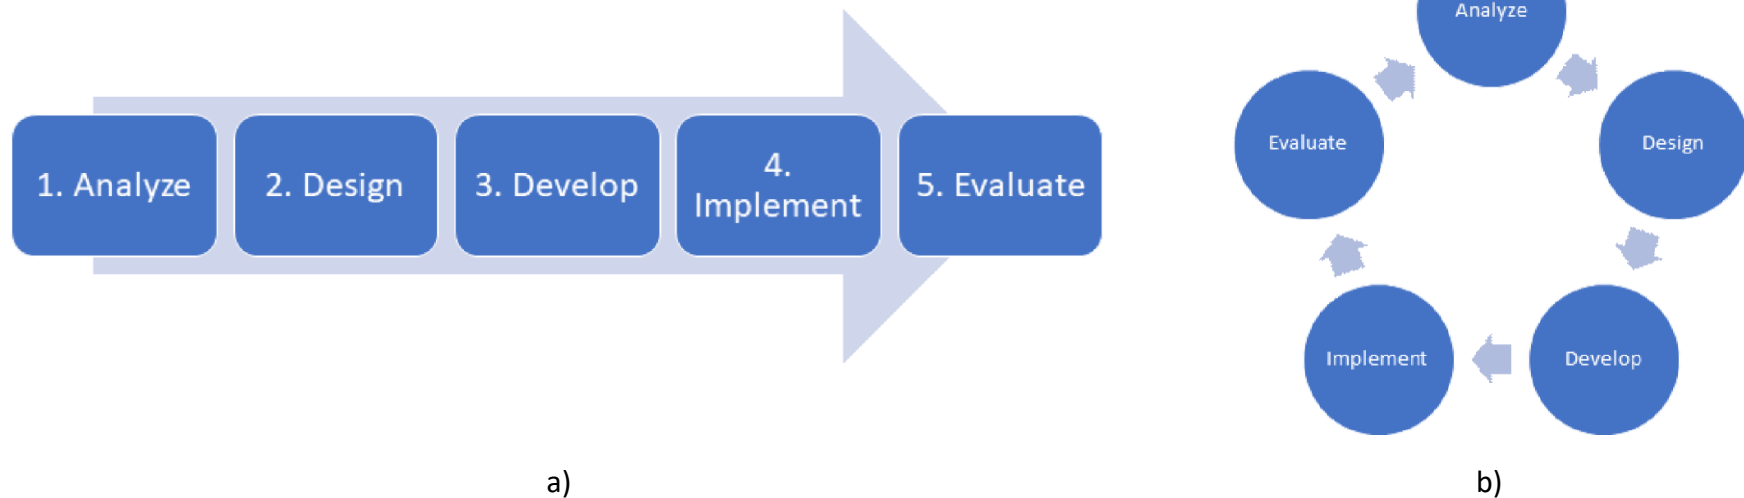 1. Analyze
2. Design
3. Develop
4.
Implement
5. Evaluate
a)
Analyze
Design
Develop
Implement
Evaluate
b)